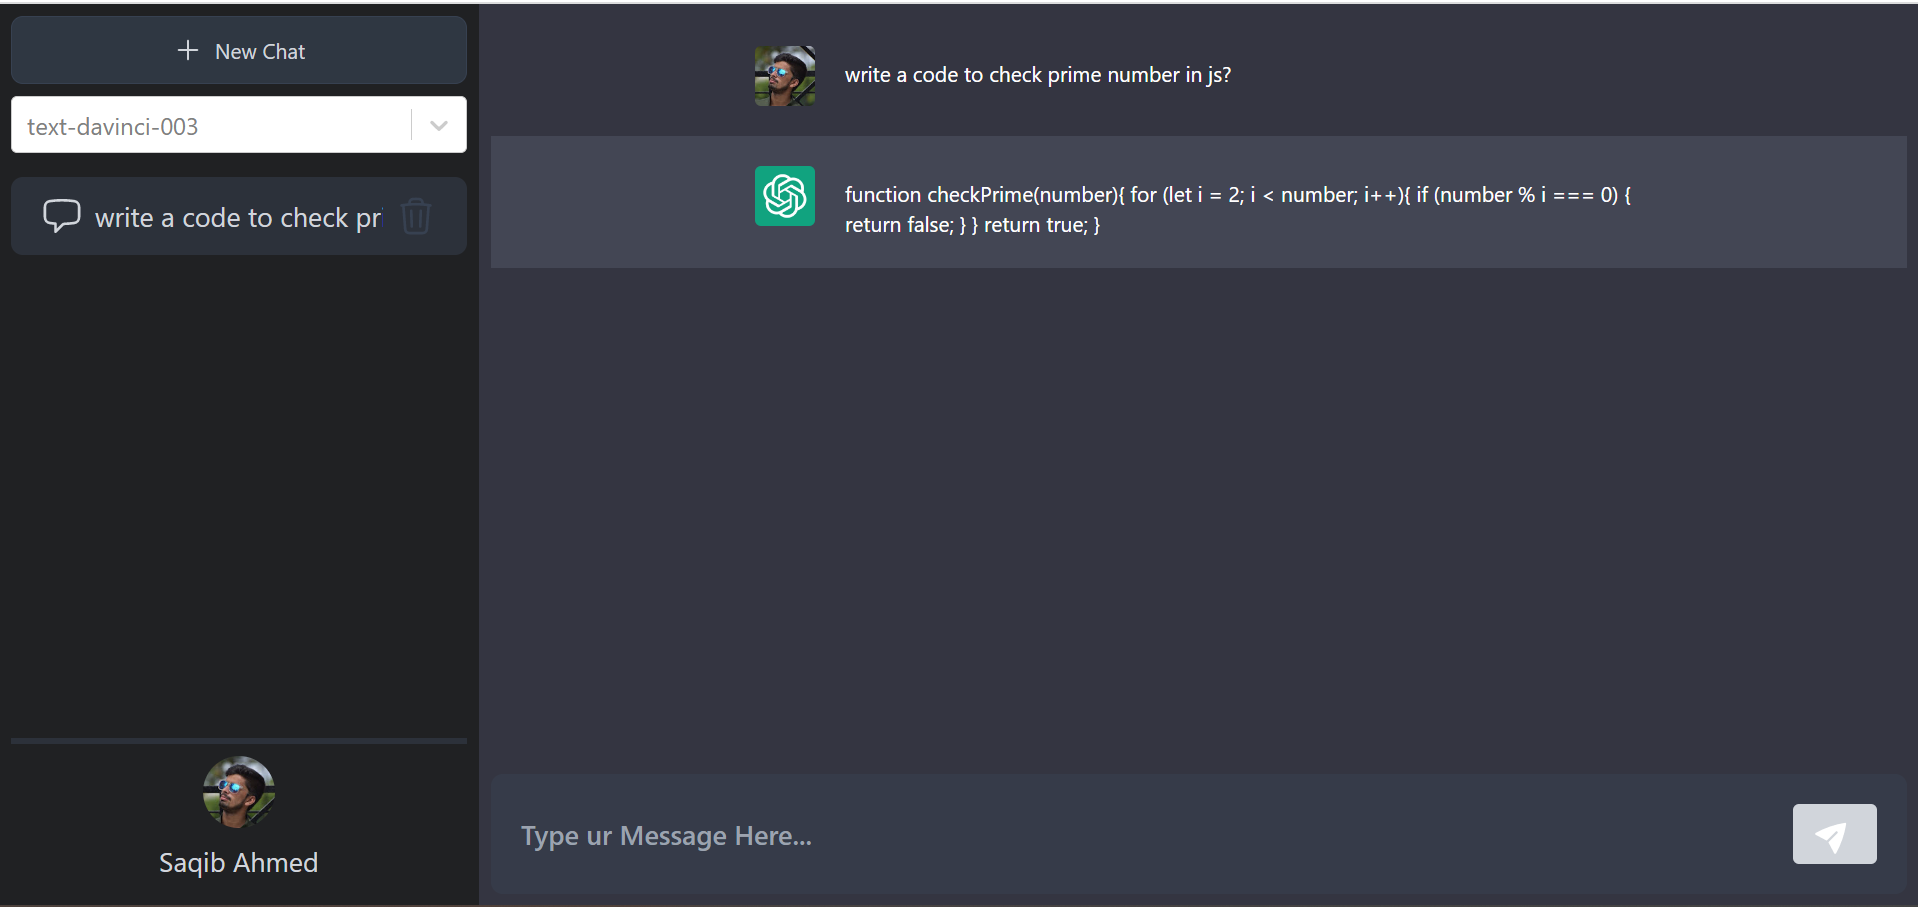 New Chat
text-davinci-003
write a code to check pri
Saqib Ahmed
write a code to check prime number in js?
function checkPrime(number){ for (let i = 2; i < number; i++){ if (number % i === 0) {
return false; } } return true; }
Type ur Message Here...